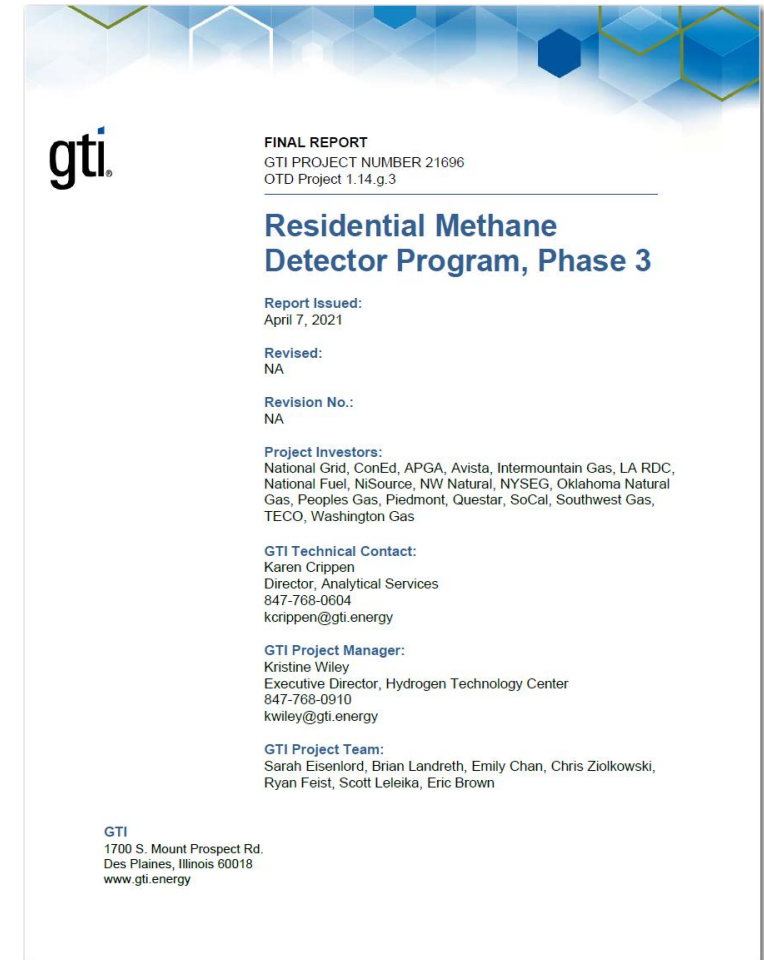 gti®
FINAL REPORT
GTI PROJECT NUMBER 21696
OTD Project 1.14.g.3
Residential Methane
Detector Program, Phase 3
Report Issued:
April 7, 2021
Revised:
NA
Revision No.:
NA
Project Investors:
National Grid, ConEd, APGA, Avista, Intermountain Gas, LA RDC,
National Fuel, NiSource, NW Natural, NYSEG, Oklahoma Natural
Gas, Peoples Gas, Piedmont, Questar, SoCal, Southwest Gas,
TECO, Washington Gas
GTI Technical Contact:
Karen Crippen
Director, Analytical Services
847-768-0604
kcrippen@gti.energy
GTI Project Manager:
Kristine Wiley
Executive Director, Hydrogen Technology Center
847-768-0910
kwiley@gti.energy
GTI Project Team:
Sarah Eisenlord, Brian Landreth, Emily Chan, Chris Ziolkowski,
Ryan Feist, Scott Leleika, Eric Brown
GTI
1700 S. Mount Prospect Rd.
Des Plaines, Illinois 60018
www.gti.energy